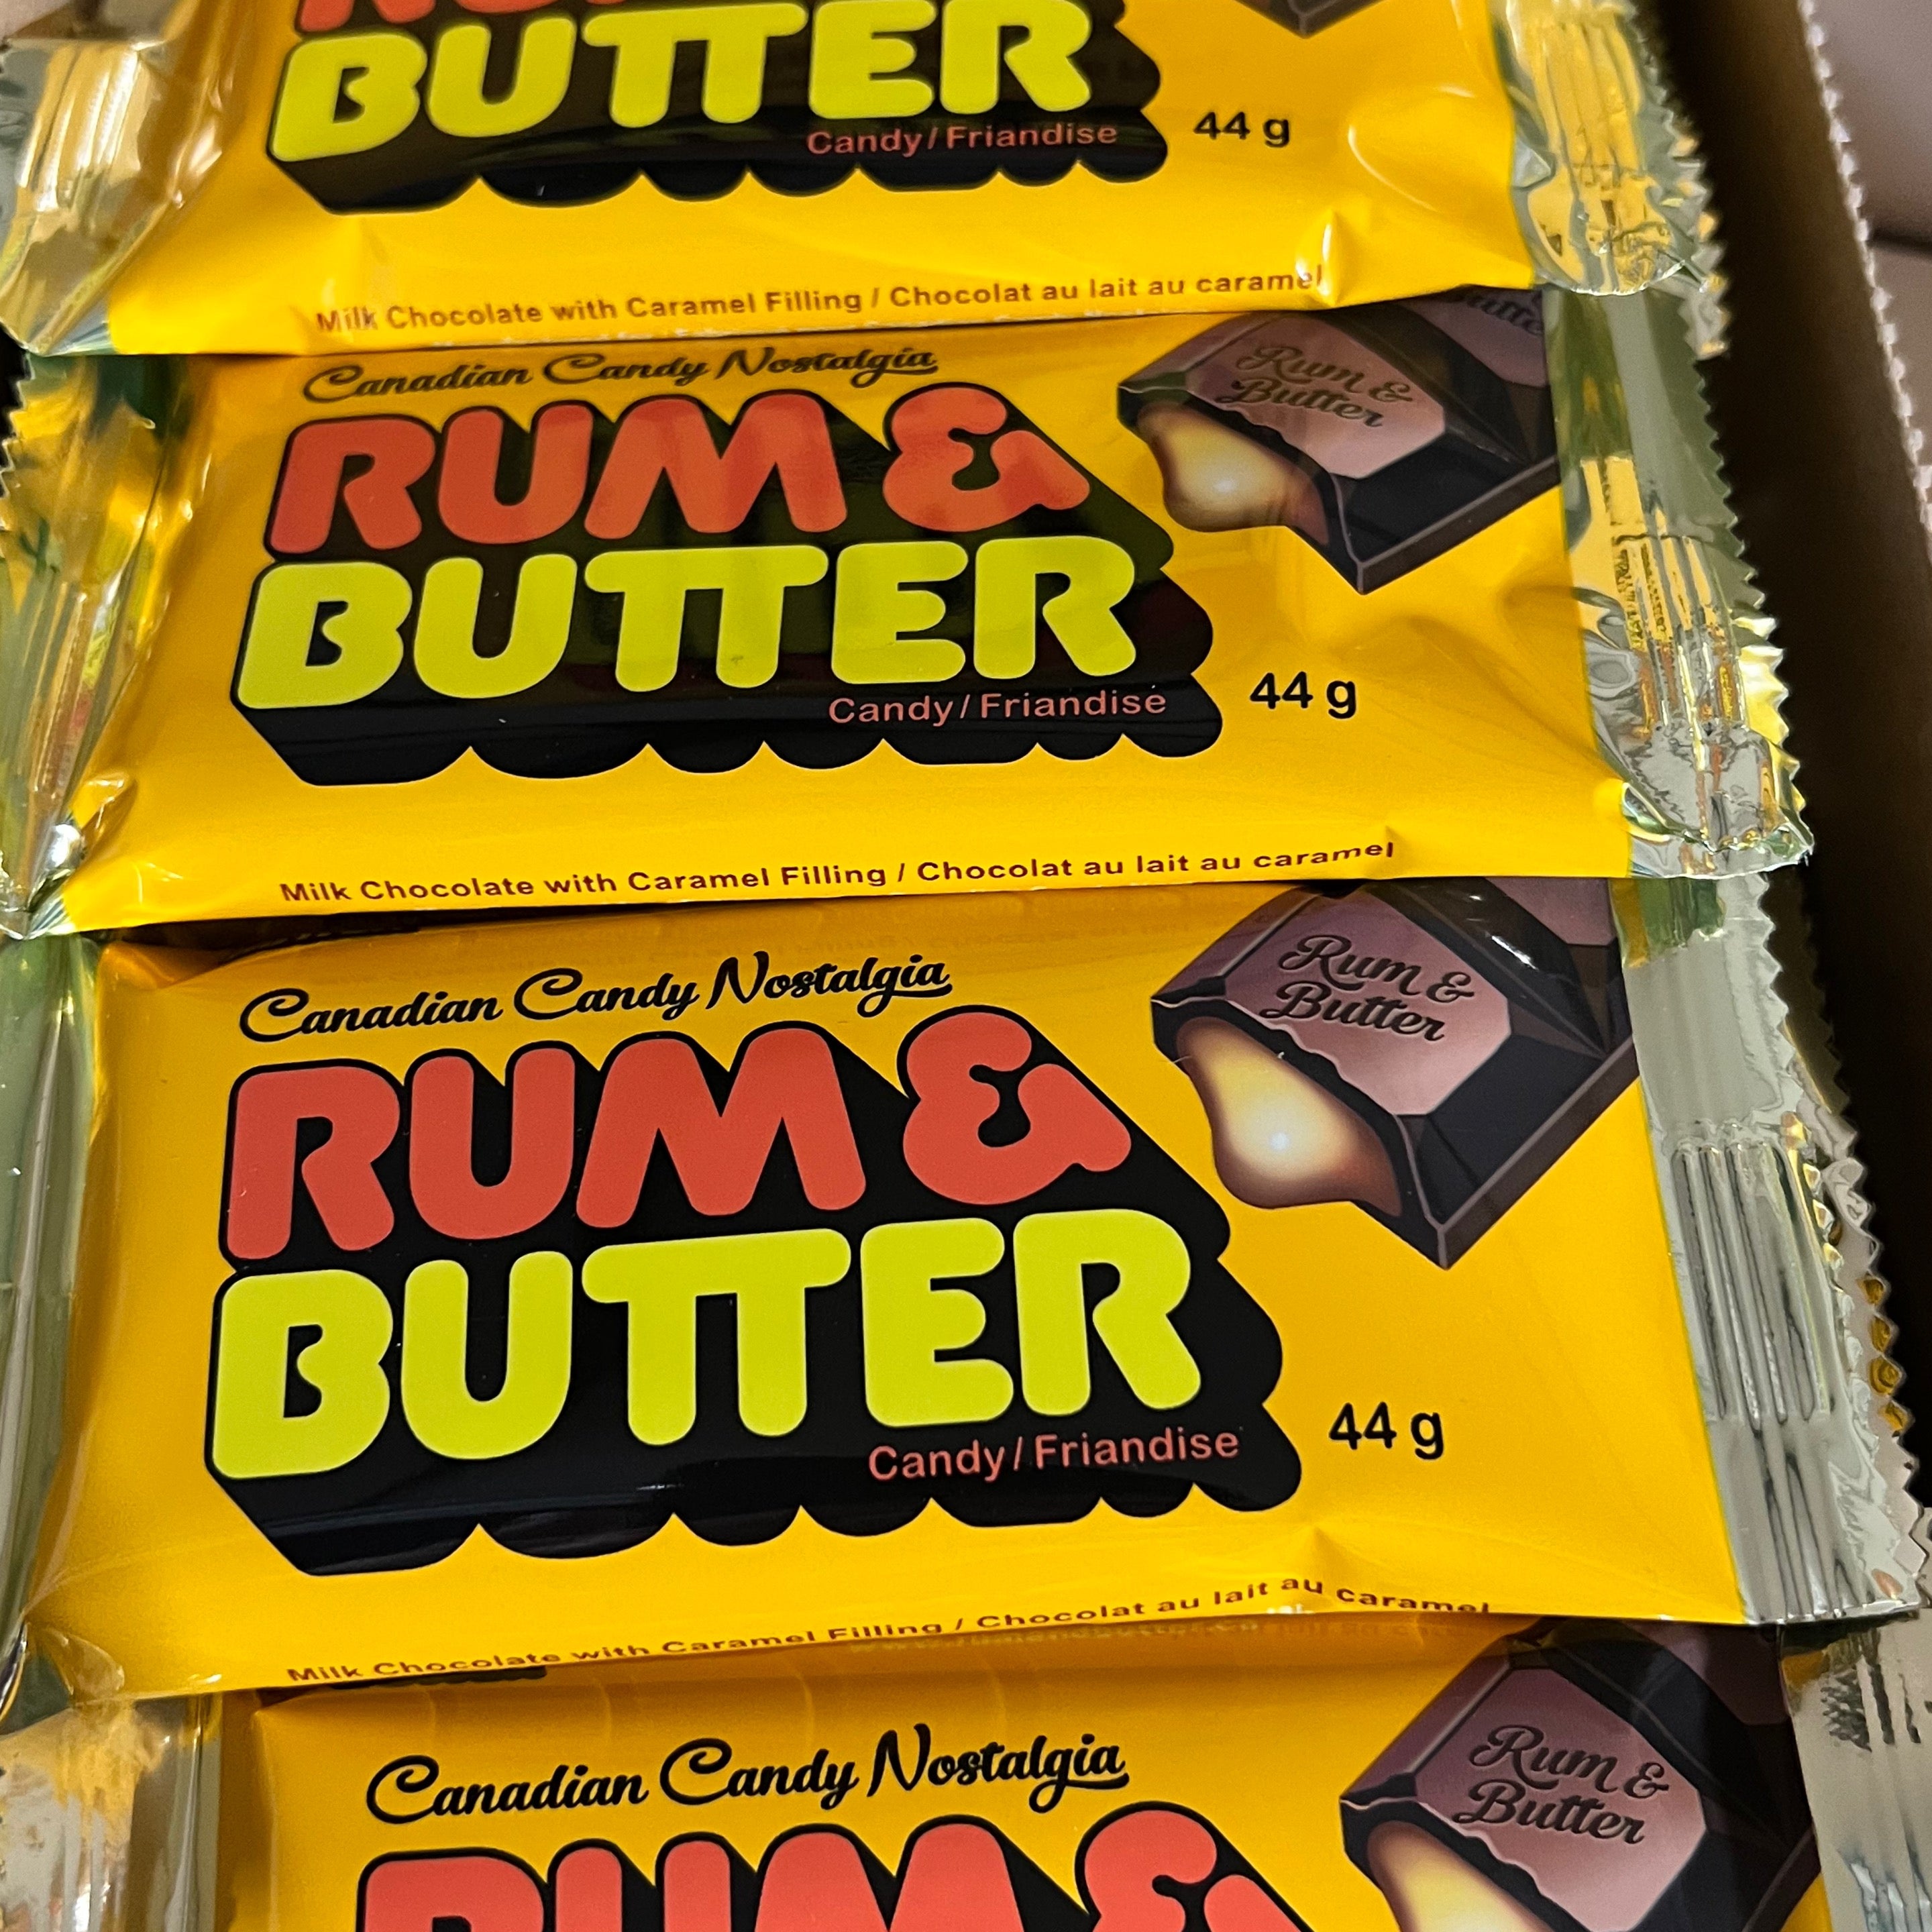 BUTTER
Candy/Friandise
44 g
Milk Chocolate with Caramel Filling / Chocolat au lait au caramel
Canadian Candy Nostalgia
RUM &
BUTTER
Candy/Friandise
44 g
Rum &
Butter
Butter
Milk Chocolate with Caramel Filling / Chocolat au lait au caramel
Canadian Candy Nostalgia
RUM &
BUTTER
Candy/Friandise
44 g
Rum &
Butter
Milk Chocolate with Caramel Filling / Chocolat au lait au caramel
Canadian Candy Nostalgia
RUM &
Rum &
Butter